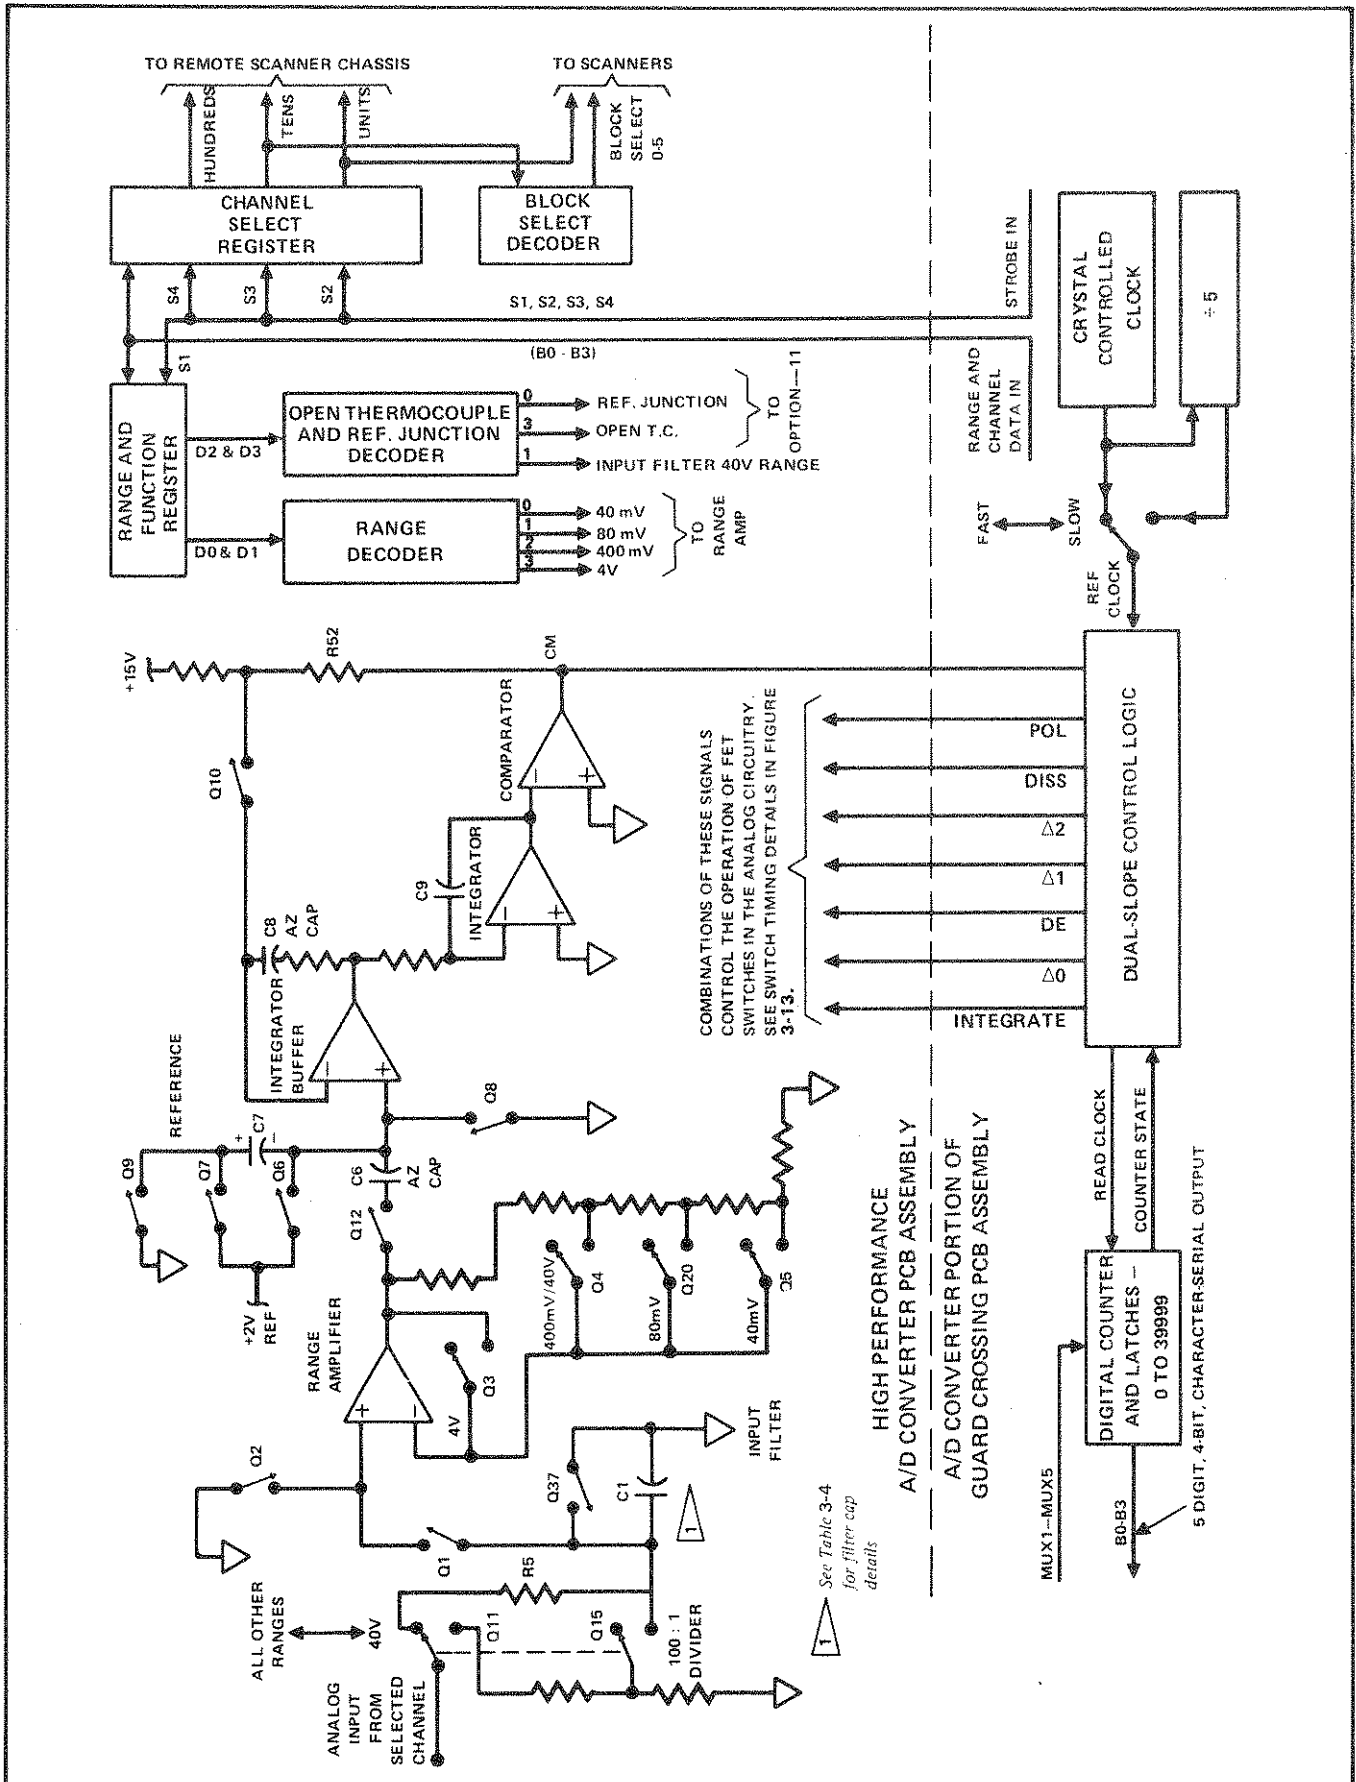 TO REMOTE SCANNER CHASSIS
HUNDREDS
TENS
UNITS
TO SCANNERS
BLOCK
SELECT
0-5
CHANNEL
SELECT
REGISTER
BLOCK
SELECT
DECODER
S4
S3
S2
S1
S1, S2, S3, S4
STROBE IN
(B0 - B3)
RANGE AND
CHANNEL
DATA IN
RANGE AND
FUNCTION
REGISTER
D2 & D3
D0 & D1
OPEN THERMOCOUPLE
AND REF. JUNCTION
DECODER
0
REF. JUNCTION
3
OPEN T.C.
1
INPUT FILTER 40V RANGE
TO
OPTION—11
RANGE
DECODER
0
40 mV
1
80 mV
2
400 mV
3
4V
TO
RANGE
AMP
CRYSTAL
CONTROLLED
CLOCK
÷5
FAST
SLOW
REF
CLOCK
+15V
R52
CM
Q10
COMPARATOR
−
+
C9
INTEGRATOR
−
+
C8
AZ
CAP
INTEGRATOR
BUFFER
−
+
Q8
REFERENCE
Q9
Q7
Q6
+
C7
−
C6
AZ
CAP
Q12
+2V
REF
RANGE
AMPLIFIER
+
−
4V
Q3
400mV/40V
Q4
80mV
Q20
40mV
Q5
Q2
Q1
Q37
C1
INPUT
FILTER
1
R5
ALL OTHER
RANGES
40V
Q11
Q15
100 : 1
DIVIDER
ANALOG
INPUT
FROM
SELECTED
CHANNEL
1
See Table 3-4
for filter cap
details
COMBINATIONS OF THESE SIGNALS
CONTROL THE OPERATION OF FET
SWITCHES IN THE ANALOG CIRCUITRY.
SEE SWITCH TIMING DETAILS IN FIGURE
3-13.
POL
DISS
Δ2
Δ1
DE
Δ0
INTEGRATE
DUAL-SLOPE CONTROL LOGIC
HIGH PERFORMANCE
A/D CONVERTER PCB ASSEMBLY
A/D CONVERTER PORTION OF
GUARD CROSSING PCB ASSEMBLY
READ CLOCK
COUNTER STATE
DIGITAL COUNTER
AND LATCHES —
0 TO 39999
MUX1—MUX5
B0-B3
5 DIGIT, 4-BIT, CHARACTER-SERIAL OUTPUT